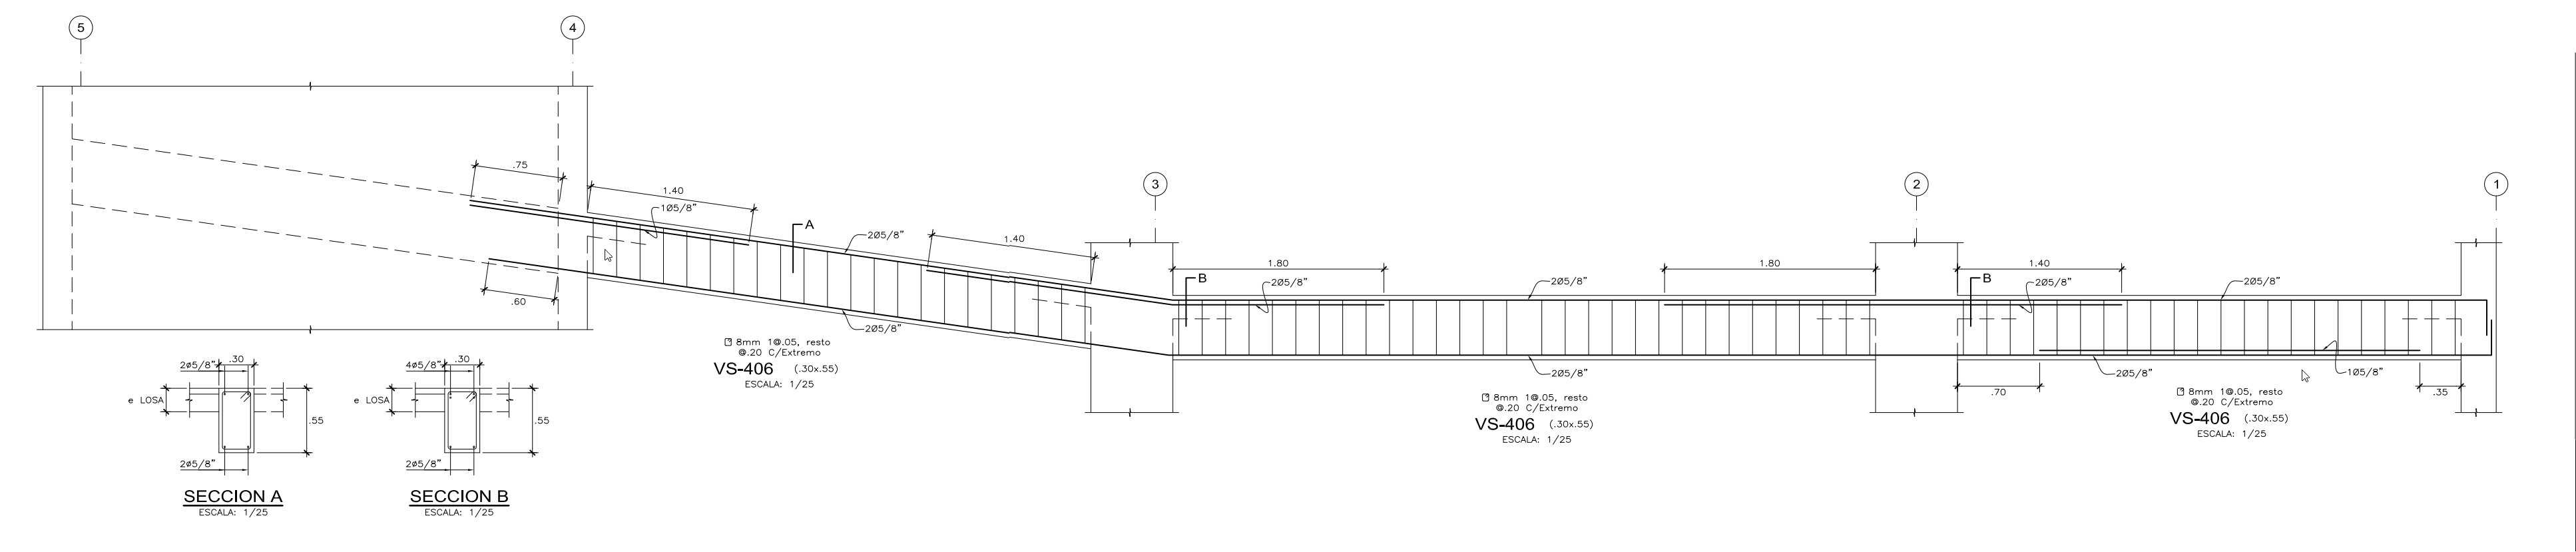 5
4
3
2
1
.75
1.40
1Ø5/8"
A
2Ø5/8"
1.40
.60
2Ø5/8"
8mm 1@.05, resto
@.20 C/Extremo
VS-406 (.30x.55)
ESCALA: 1/25
1.80
B
2Ø5/8"
2Ø5/8"
1.80
2Ø5/8"
8mm 1@.05, resto
@.20 C/Extremo
VS-406 (.30x.55)
ESCALA: 1/25
1.40
B
2Ø5/8"
2Ø5/8"
.70
2Ø5/8"
1Ø5/8"
.35
8mm 1@.05, resto
@.20 C/Extremo
VS-406 (.30x.55)
ESCALA: 1/25
2ø5/8" .30
e LOSA
.55
2ø5/8"
SECCION A
ESCALA: 1/25
4ø5/8" .30
e LOSA
.55
2ø5/8"
SECCION B
ESCALA: 1/25